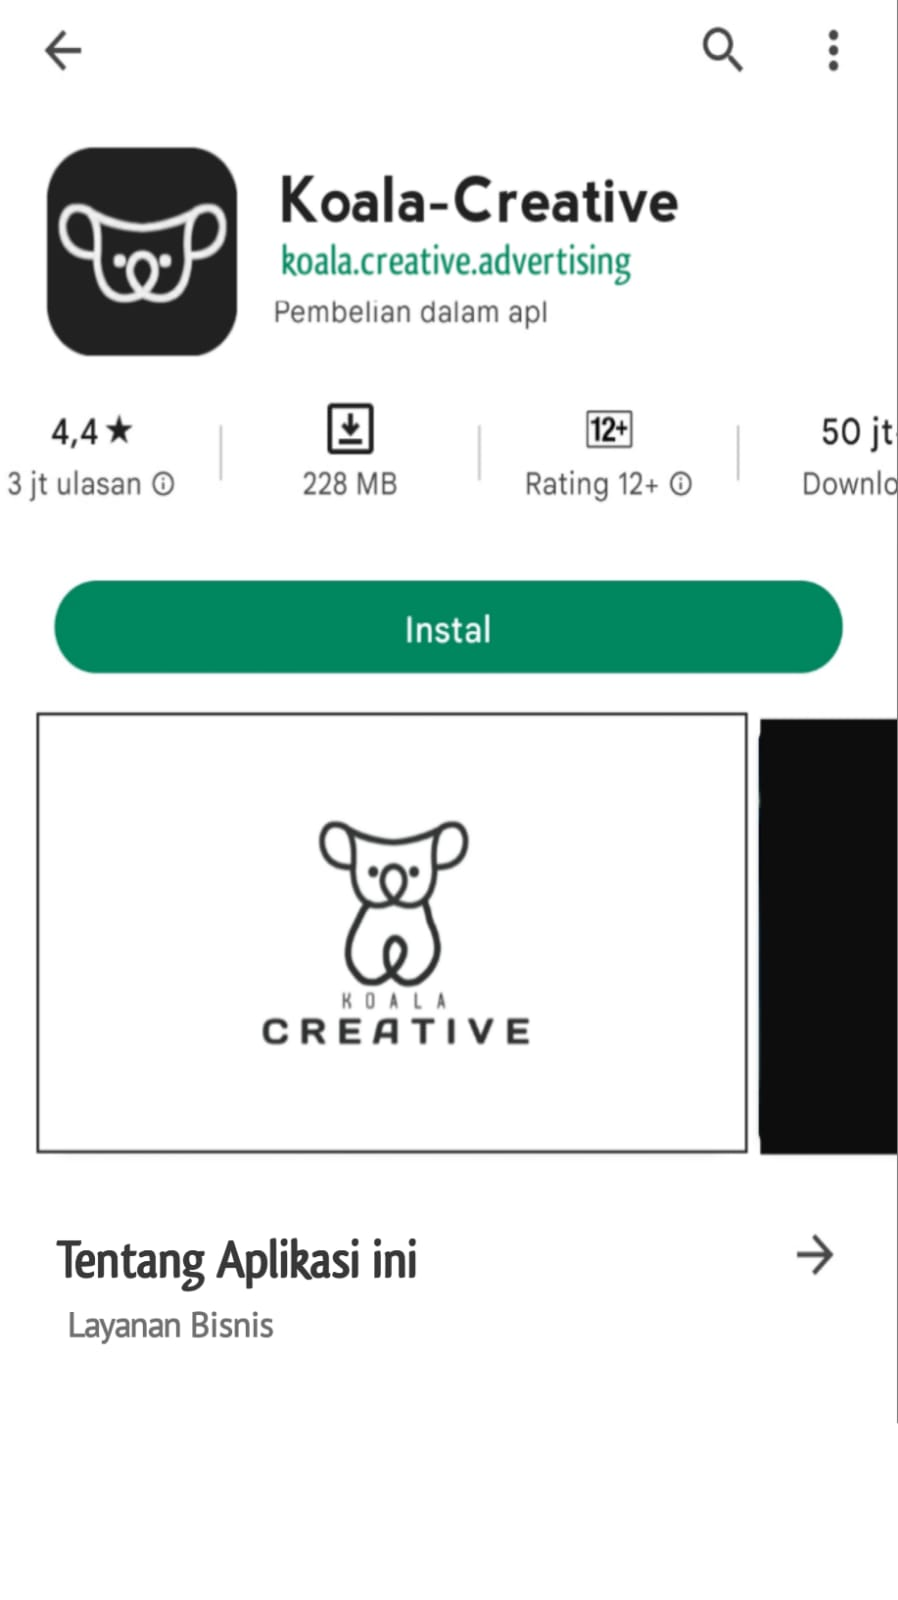 Koala-Creative
koala.creative.advertising
Pembelian dalam apl
4,4★
3 jt ulasan
228 MB
12+
Rating 12+
50 jt
Downlo
Instal
KOALA
CREATIVE
Tentang Aplikasi ini
Layanan Bisnis